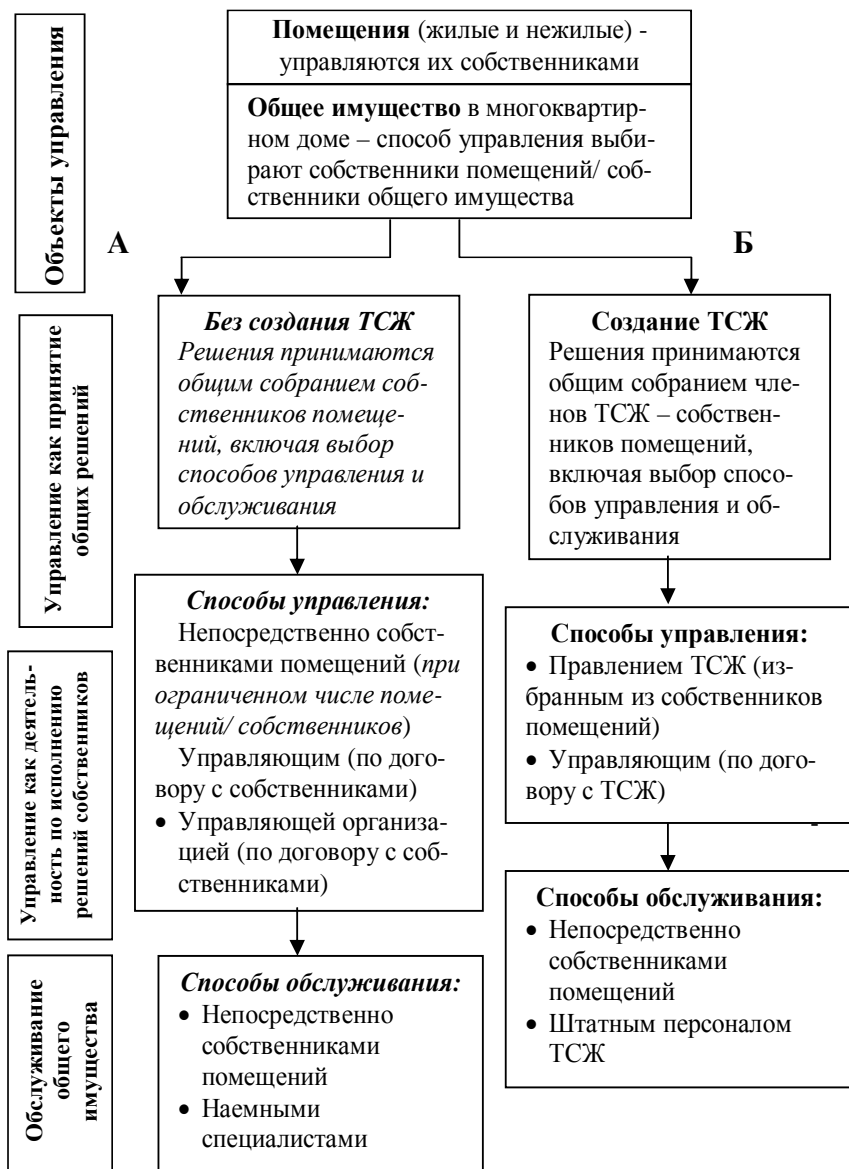 Объекты управления
Помещения (жилые и нежилые) -
управляются их собственниками
Общее имущество в многоквартир-
ном доме – способ управления выби-
рают собственники помещений/ соб-
ственники общего имущества
А
Б
Управление как принятие
общих решений
Без создания ТСЖ
Решения принимаются
общим собранием соб-
ственников помеще-
ний, включая выбор
способов управления и
обслуживания
Создание ТСЖ
Решения принимаются
общим собранием чле-
нов ТСЖ – собствен-
ников помещений,
включая выбор спосо-
бов управления и об-
служивания
Управление как деятель-
ность по исполнению
решений собственников
Способы управления:
Непосредственно собст-
венниками помещений (при
ограниченном числе поме-
щений/ собственников)
Управляющим (по дого-
вору с собственниками)
• Управляющей организа-
цией (по договору с соб-
ственниками)
Способы управления:
• Правлением ТСЖ (из-
бранным из собственников
помещений)
• Управляющим (по дого-
вору с ТСЖ)
-
Обслуживание
общего
имущества
Способы обслуживания:
• Непосредственно
собственниками
помещений
• Наемными
специалистами
Способы обслуживания:
• Непосредственно
собственниками
помещений
• Штатным персоналом
ТСЖ